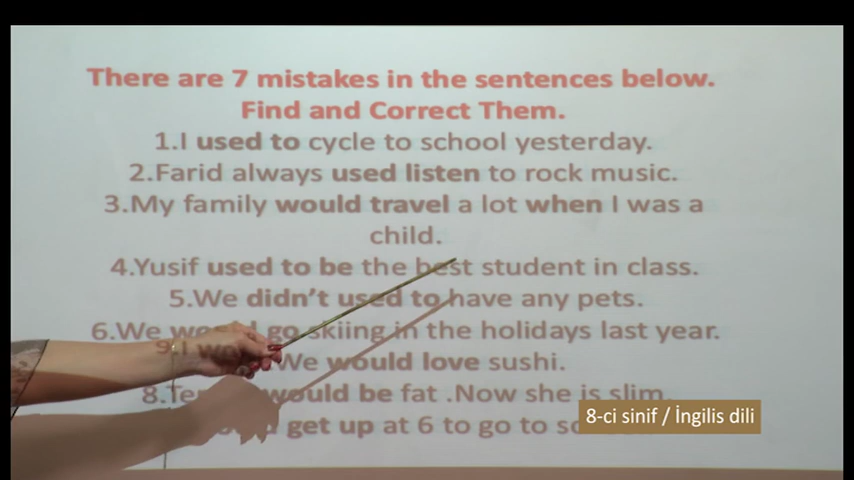 There are 7 mistakes in the sentences below.
Find and Correct Them.
1.I used to cycle to school yesterday.
2.Farid always used listen to rock music.
3.My family would travel a lot when I was a
child.
4.Yusif used to be the best student in class.
5.We didn't used to have any pets.
6.We would go skiing in the holidays last year.
We would love sushi.
8.Te would be fat .Now she is slim.
get up at 6 to go to
8-ci sinif / İngilis dili